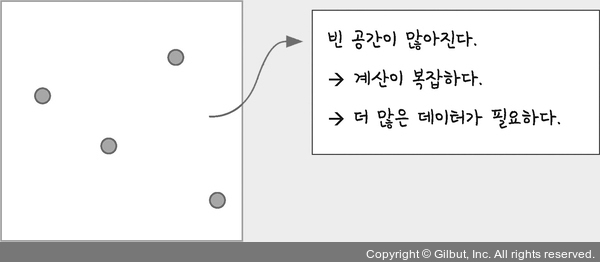 빈 공간이 많아진다.
→ 계산이 복잡하다.
→ 더 많은 데이터가 필요하다.
Copyright © Gilbut, Inc. All rights reserved.